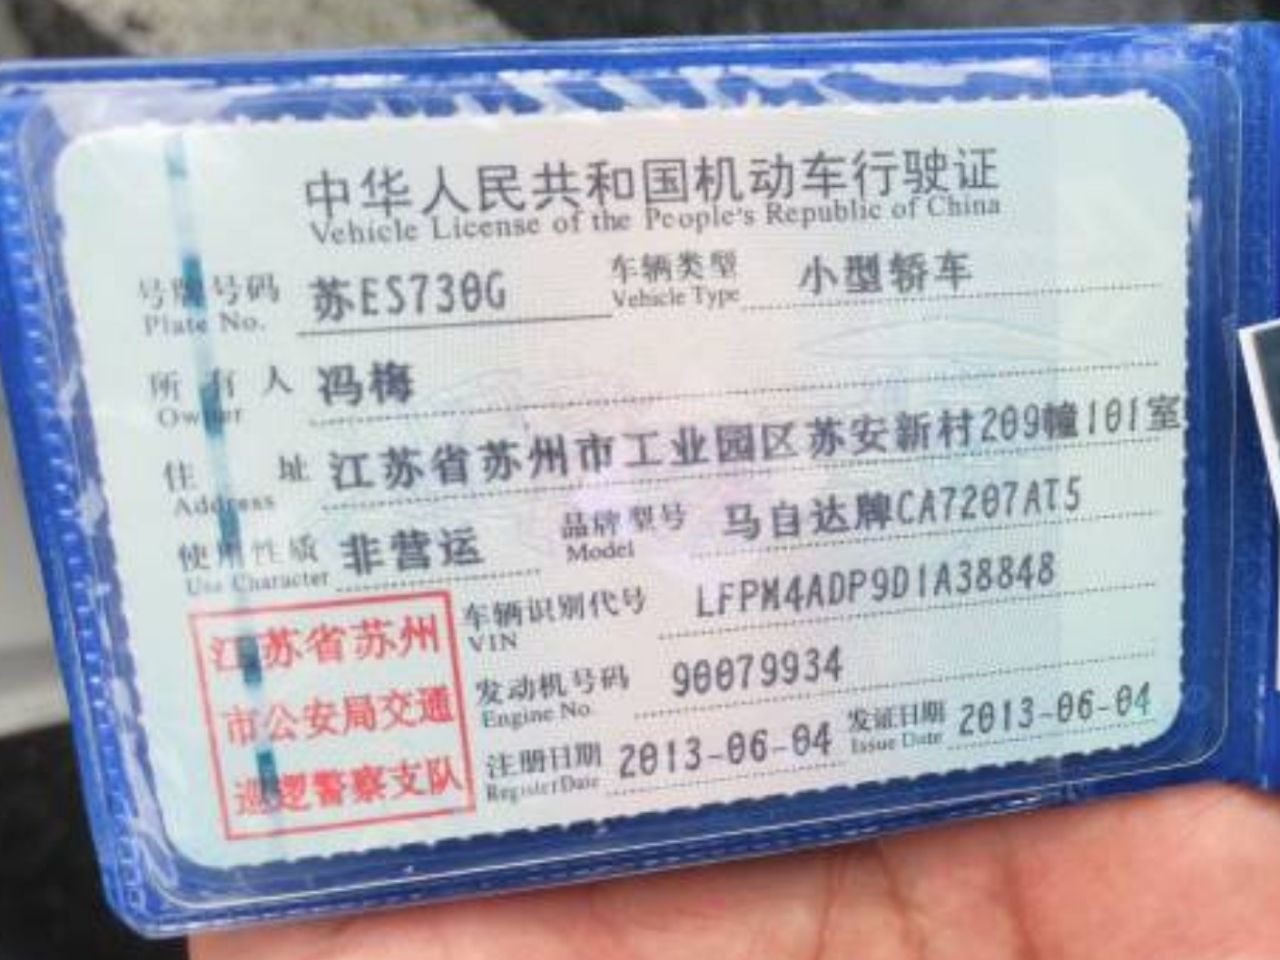 中华人民共和国机动车行驶证
Vehicle License of the People's Republic of China
号牌号码 苏ES730G 车辆类型 小型轿车
Plate No. Vehicle Type
所有人 冯梅
Owner
住址 江苏省苏州市工业园区苏安新村209幢101室
Address
使用性质 非营运 品牌型号 马自达牌CA7207AT5
Use Character Model
车辆识别代号 LFPM4ADP9D1A38848
VIN
发动机号码 90079934
Engine No.
注册日期 2013-06-04 发证日期 2013-06-04
RegisterDate Issue Date
江苏省苏州
市公安局交通
巡逻警察支队